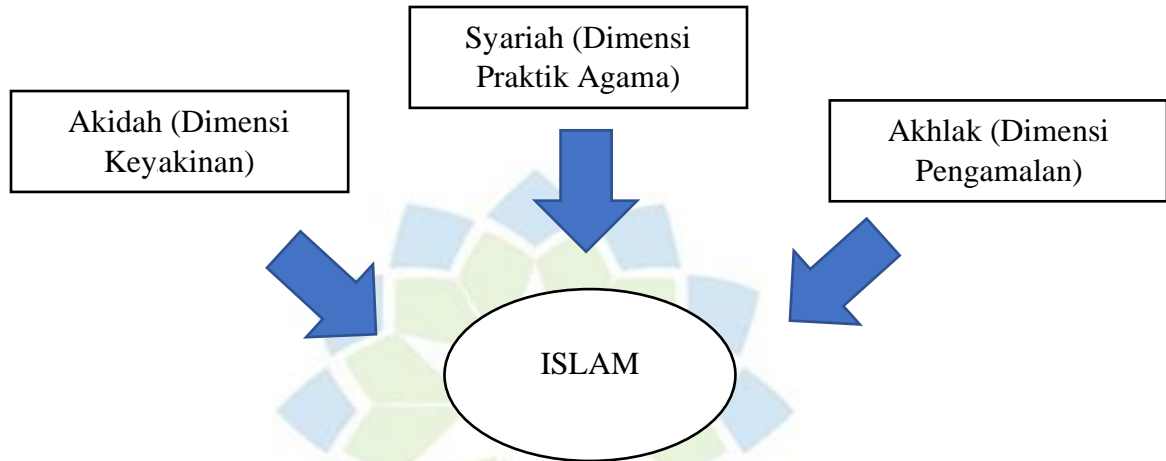 Syariah (Dimensi
Praktik Agama)
Akidah (Dimensi
Keyakinan)
Akhlak (Dimensi
Pengamalan)
ISLAM